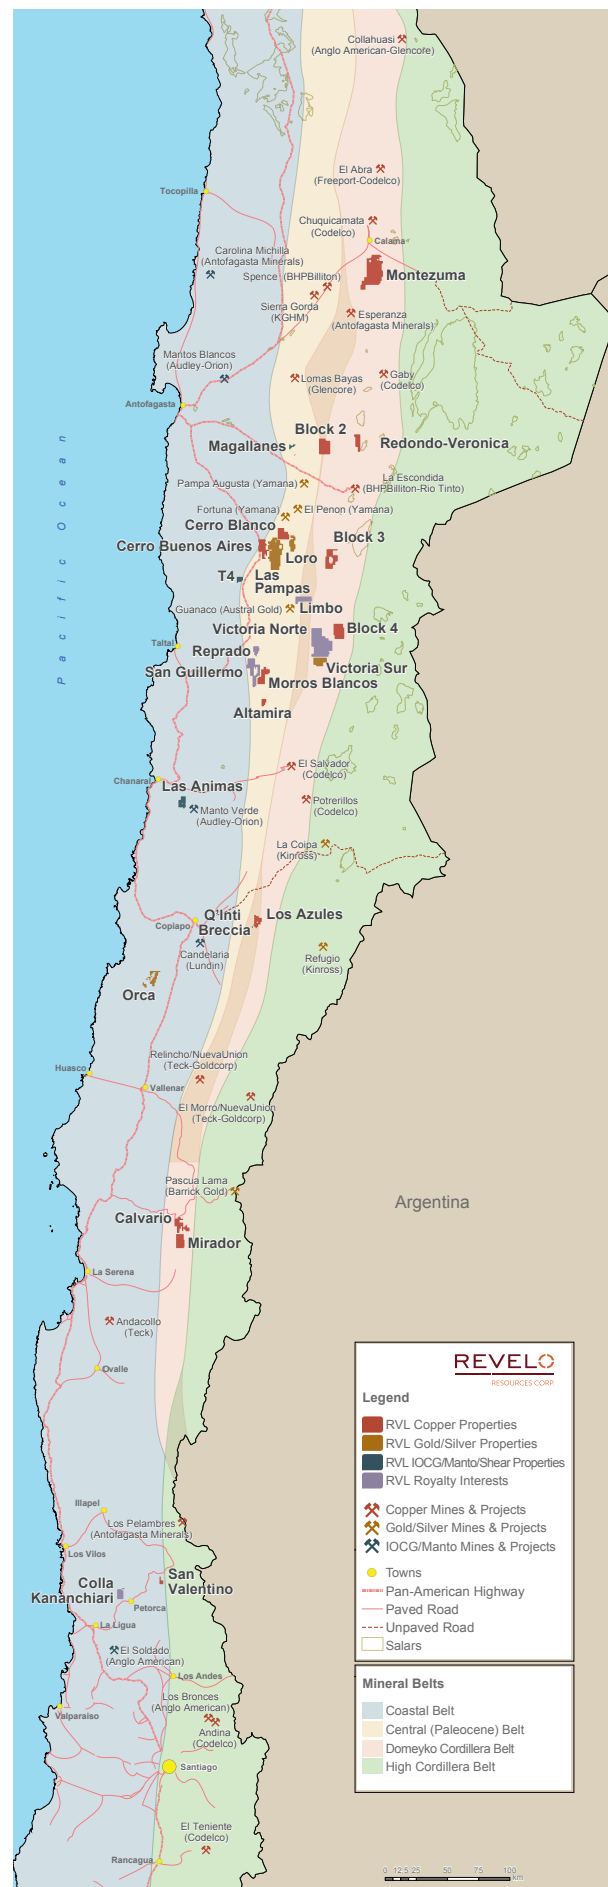 Collahuasi
(Anglo American-Glencore)
El Abra
(Freeport-Codelco)
Tocopilla
Chuquicamata
(Codelco)
Calama
Carolina Michilla
(Antofagasta Minerals)
Spence (BHPBilliton)
Montezuma
Sierra Gorda
(KGHM)
Esperanza
(Antofagasta Minerals)
Mantos Blancos
(Audley-Orion)
Lomas Bayas
(Glencore)
Gaby
(Codelco)
Antofagasta
Block 2
Magallanes
Redondo-Veronica
Pacific Ocean
Pampa Augusta (Yamana)
La Escondida
(BHPBilliton-Rio Tinto)
Fortuna (Yamana)
El Penon (Yamana)
Cerro Blanco
Block 3
Cerro Buenos Aires
Loro
T4
Las
Pampas
Guanaco (Austral Gold)
Limbo
Victoria Norte
Block 4
Taltal
Reprado
San Guillermo
Victoria Sur
Morros Blancos
Altamira
El Salvador
(Codelco)
Chanaral
Las Animas
Potrerillos
(Codelco)
Manto Verde
(Audley-Orion)
La Coipa
(Kinross)
Q'Inti
Breccia
Los Azules
Copiapo
Candelaria
(Lundin)
Refugio
(Kinross)
Orca
Relincho/NuevaUnion
(Teck-Goldcorp)
Huasco
Vallenar
El Morro/NuevaUnion
(Teck-Goldcorp)
Pascua Lama
(Barrick Gold)
Argentina
Calvario
Mirador
La Serena
Andacollo
(Teck)
Ovalle
REVELO
RESOURCES CORP.
Legend
RVL Copper Properties
RVL Gold/Silver Properties
RVL IOCG/Manto/Shear Properties
RVL Royalty Interests
Copper Mines & Projects
Gold/Silver Mines & Projects
IOCG/Manto Mines & Projects
Towns
Pan-American Highway
Paved Road
Unpaved Road
Salars
Illapel
Los Pelambres
(Antofagasta Minerals)
Los Vilos
Colla
Kananchiari
San
Valentino
Petorca
La Ligua
El Soldado
(Anglo American)
Los Andes
Los Bronces
(Anglo American)
Valparaiso
Andina
(Codelco)
Santiago
Mineral Belts
Coastal Belt
Central (Paleocene) Belt
Domeyko Cordillera Belt
High Cordillera Belt
El Teniente
(Codelco)
Rancagua
0 12.5 25 50 75 100
km